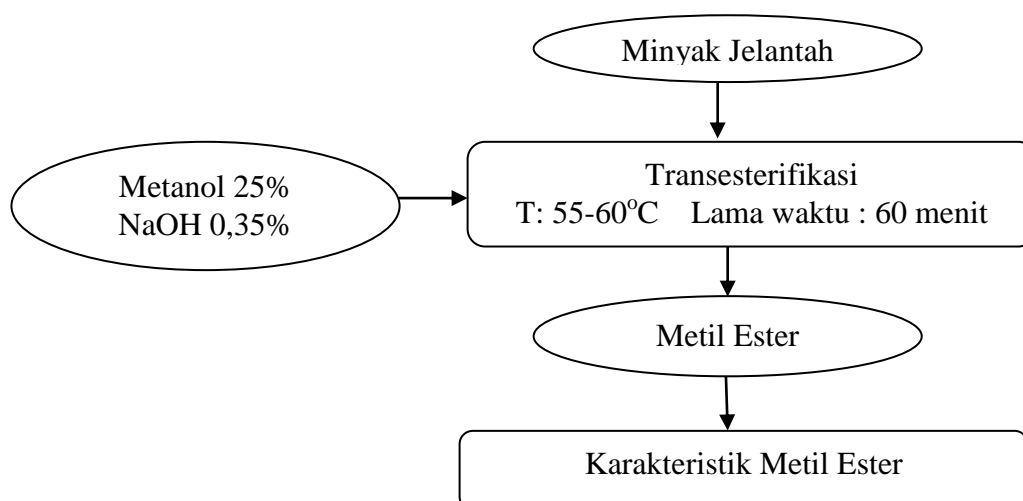 Minyak Jelantah
Metanol 25%
NaOH 0,35%
Transesterifikasi
T: 55-60°C Lama waktu : 60 menit
Metil Ester
Karakteristik Metil Ester